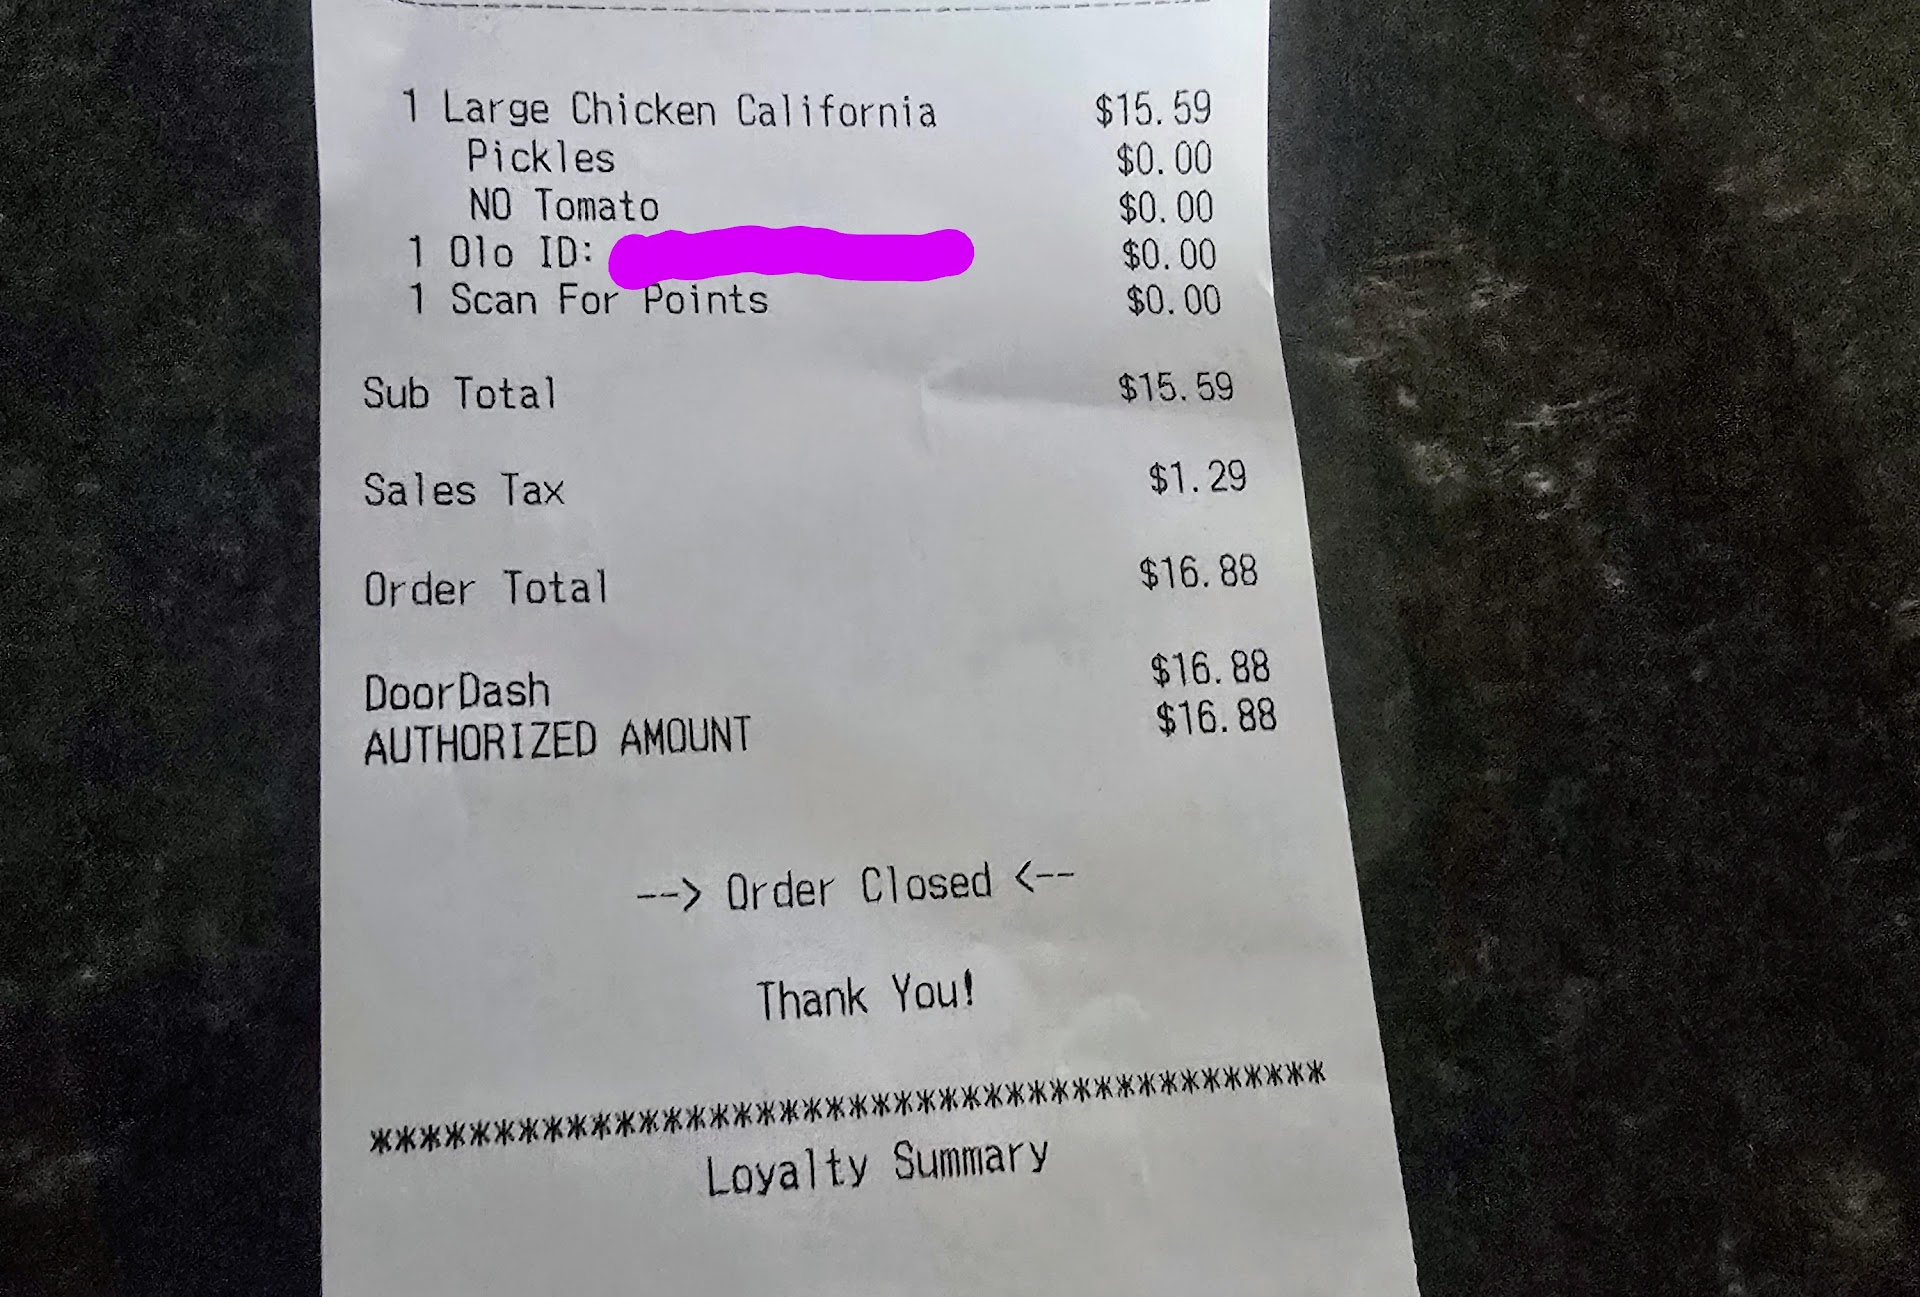 1 Large Chicken California $15.59
Pickles $0.00
NO Tomato $0.00
1 Olo ID: $0.00
1 Scan For Points $0.00
Sub Total $15.59
Sales Tax $1.29
Order Total $16.88
DoorDash $16.88
AUTHORIZED AMOUNT $16.88
--> Order Closed <--
Thank You!
******************************************
Loyalty Summary